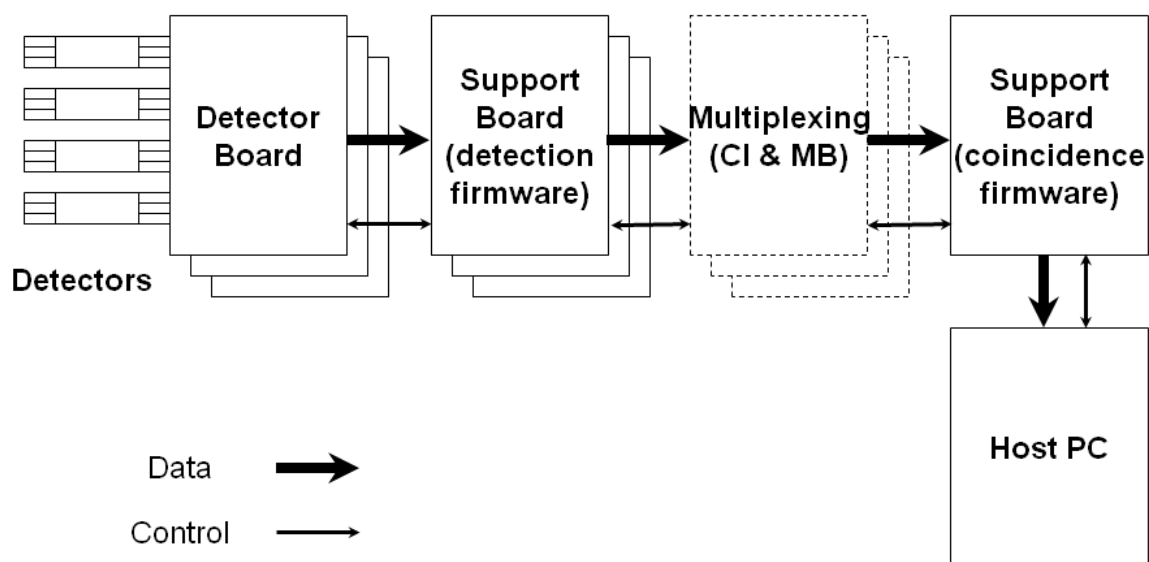 Detector
Board
Support
Board
(detection
firmware)
Multiplexing
(CI & MB)
Support
Board
(coincidence
firmware)
Detectors
Host PC
Data
Control